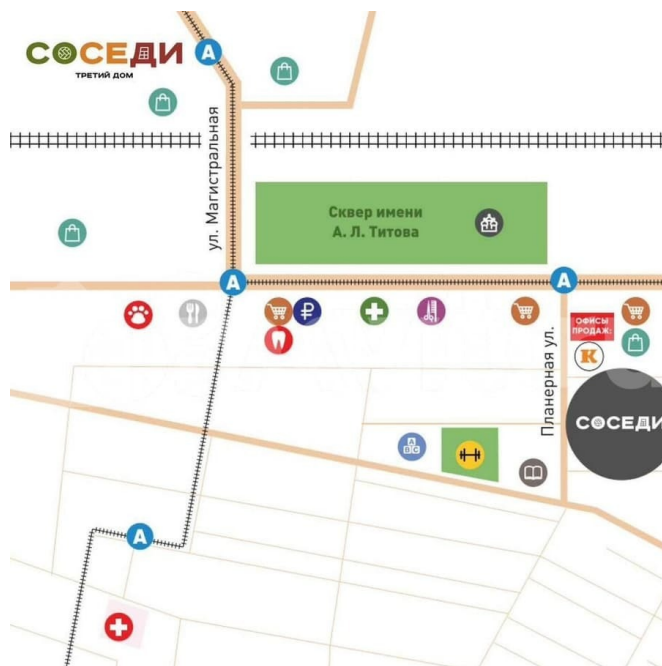 СОСЕДИ
ТРЕТИЙ ДОМ
А
ул. Магистральная
Сквер имени
А. Л. Титова
А
А
₽
ОФИСЫ
ПРОДАЖ:
К
Планерная ул.
СОСЕДИ
A
B C
А